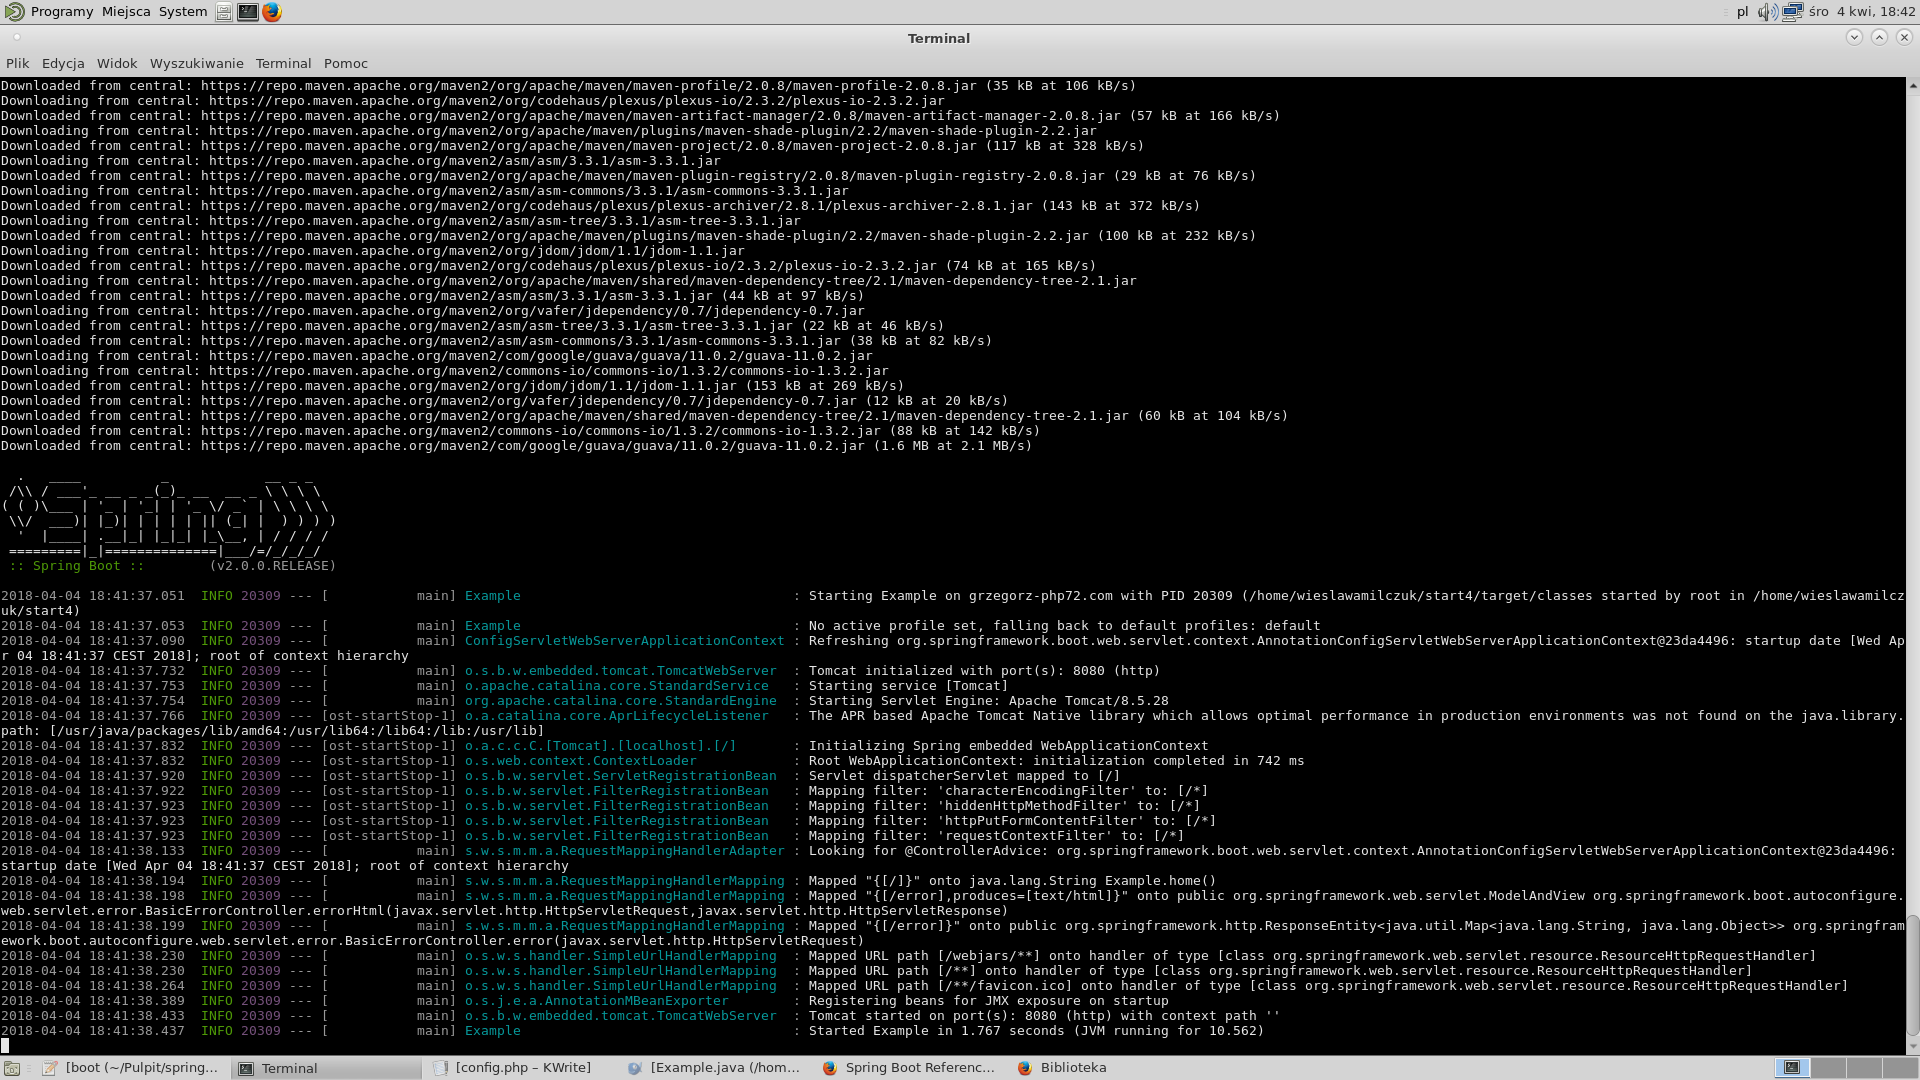 Programy Miejsca System pl śro 4 kwi, 18:42
Terminal
Plik Edycja Widok Wyszukiwanie Terminal Pomoc
Downloaded from central: https://repo.maven.apache.org/maven2/org/apache/maven/maven-profile/2.0.8/maven-profile-2.0.8.jar (35 kB at 106 kB/s)
Downloading from central: https://repo.maven.apache.org/maven2/org/codehaus/plexus/plexus-io/2.3.2/plexus-io-2.3.2.jar
Downloaded from central: https://repo.maven.apache.org/maven2/org/apache/maven/maven-artifact-manager/2.0.8/maven-artifact-manager-2.0.8.jar (57 kB at 166 kB/s)
Downloading from central: https://repo.maven.apache.org/maven2/org/apache/maven/plugins/maven-shade-plugin/2.2/maven-shade-plugin-2.2.jar
Downloaded from central: https://repo.maven.apache.org/maven2/org/apache/maven/maven-project/2.0.8/maven-project-2.0.8.jar (117 kB at 328 kB/s)
Downloading from central: https://repo.maven.apache.org/maven2/asm/asm/3.3.1/asm-3.3.1.jar
Downloaded from central: https://repo.maven.apache.org/maven2/org/apache/maven/maven-plugin-registry/2.0.8/maven-plugin-registry-2.0.8.jar (29 kB at 76 kB/s)
Downloading from central: https://repo.maven.apache.org/maven2/asm/asm-commons/3.3.1/asm-commons-3.3.1.jar
Downloaded from central: https://repo.maven.apache.org/maven2/org/codehaus/plexus/plexus-archiver/2.8.1/plexus-archiver-2.8.1.jar (143 kB at 372 kB/s)
Downloading from central: https://repo.maven.apache.org/maven2/asm/asm-tree/3.3.1/asm-tree-3.3.1.jar
Downloaded from central: https://repo.maven.apache.org/maven2/org/apache/maven/plugins/maven-shade-plugin/2.2/maven-shade-plugin-2.2.jar (100 kB at 232 kB/s)
Downloading from central: https://repo.maven.apache.org/maven2/org/jdom/jdom/1.1/jdom-1.1.jar
Downloaded from central: https://repo.maven.apache.org/maven2/org/codehaus/plexus/plexus-io/2.3.2/plexus-io-2.3.2.jar (74 kB at 165 kB/s)
Downloading from central: https://repo.maven.apache.org/maven2/org/apache/maven/shared/maven-dependency-tree/2.1/maven-dependency-tree-2.1.jar
Downloaded from central: https://repo.maven.apache.org/maven2/asm/asm/3.3.1/asm-3.3.1.jar (44 kB at 97 kB/s)
Downloading from central: https://repo.maven.apache.org/maven2/org/vafer/jdependency/0.7/jdependency-0.7.jar
Downloaded from central: https://repo.maven.apache.org/maven2/asm/asm-tree/3.3.1/asm-tree-3.3.1.jar (22 kB at 46 kB/s)
Downloaded from central: https://repo.maven.apache.org/maven2/asm/asm-commons/3.3.1/asm-commons-3.3.1.jar (38 kB at 82 kB/s)
Downloading from central: https://repo.maven.apache.org/maven2/com/google/guava/guava/11.0.2/guava-11.0.2.jar
Downloading from central: https://repo.maven.apache.org/maven2/commons-io/commons-io/1.3.2/commons-io-1.3.2.jar
Downloaded from central: https://repo.maven.apache.org/maven2/org/jdom/jdom/1.1/jdom-1.1.jar (153 kB at 269 kB/s)
Downloaded from central: https://repo.maven.apache.org/maven2/org/vafer/jdependency/0.7/jdependency-0.7.jar (12 kB at 20 kB/s)
Downloaded from central: https://repo.maven.apache.org/maven2/org/apache/maven/shared/maven-dependency-tree/2.1/maven-dependency-tree-2.1.jar (60 kB at 104 kB/s)
Downloaded from central: https://repo.maven.apache.org/maven2/commons-io/commons-io/1.3.2/commons-io-1.3.2.jar (88 kB at 142 kB/s)
Downloaded from central: https://repo.maven.apache.org/maven2/com/google/guava/guava/11.0.2/guava-11.0.2.jar (1.6 MB at 2.1 MB/s)
  .   ____          _            __ _ _
 /\\ / ___'_ __ _ _(_)_ __  __ _ \ \ \ \
( ( )\___ | '_ | '_| | '_ \/ _` | \ \ \ \
 \\/  ___)| |_)| | | | | || (_| |  ) ) ) )
  '  |____| .__|_| |_|_| |_\__, | / / / /
 =========|_|==============|___/=/_/_/_/
 :: Spring Boot ::        (v2.0.0.RELEASE)
2018-04-04 18:41:37.051  INFO 20309 --- [           main] Example                                  : Starting Example on grzegorz-php72.com with PID 20309 (/home/wieslawamilczuk/start4/target/classes started by root in /home/wieslawamilcz
uk/start4)
2018-04-04 18:41:37.053  INFO 20309 --- [           main] Example                                  : No active profile set, falling back to default profiles: default
2018-04-04 18:41:37.090  INFO 20309 --- [           main] ConfigServletWebServerApplicationContext : Refreshing org.springframework.boot.web.servlet.context.AnnotationConfigServletWebServerApplicationContext@23da4496: startup date [Wed Ap
r 04 18:41:37 CEST 2018]; root of context hierarchy
2018-04-04 18:41:37.732  INFO 20309 --- [           main] o.s.b.w.embedded.tomcat.TomcatWebServer  : Tomcat initialized with port(s): 8080 (http)
2018-04-04 18:41:37.753  INFO 20309 --- [           main] o.apache.catalina.core.StandardService   : Starting service [Tomcat]
2018-04-04 18:41:37.754  INFO 20309 --- [           main] org.apache.catalina.core.StandardEngine  : Starting Servlet Engine: Apache Tomcat/8.5.28
2018-04-04 18:41:37.766  INFO 20309 --- [ost-startStop-1] o.a.catalina.core.AprLifecycleListener   : The APR based Apache Tomcat Native library which allows optimal performance in production environments was not found on the java.library.
path: [/usr/java/packages/lib/amd64:/usr/lib64:/lib64:/lib:/usr/lib]
2018-04-04 18:41:37.832  INFO 20309 --- [ost-startStop-1] o.a.c.c.C.[Tomcat].[localhost].[/]       : Initializing Spring embedded WebApplicationContext
2018-04-04 18:41:37.832  INFO 20309 --- [ost-startStop-1] o.s.web.context.ContextLoader            : Root WebApplicationContext: initialization completed in 742 ms
2018-04-04 18:41:37.920  INFO 20309 --- [ost-startStop-1] o.s.b.w.servlet.ServletRegistrationBean  : Servlet dispatcherServlet mapped to [/]
2018-04-04 18:41:37.922  INFO 20309 --- [ost-startStop-1] o.s.b.w.servlet.FilterRegistrationBean   : Mapping filter: 'characterEncodingFilter' to: [/*]
2018-04-04 18:41:37.923  INFO 20309 --- [ost-startStop-1] o.s.b.w.servlet.FilterRegistrationBean   : Mapping filter: 'hiddenHttpMethodFilter' to: [/*]
2018-04-04 18:41:37.923  INFO 20309 --- [ost-startStop-1] o.s.b.w.servlet.FilterRegistrationBean   : Mapping filter: 'httpPutFormContentFilter' to: [/*]
2018-04-04 18:41:37.923  INFO 20309 --- [ost-startStop-1] o.s.b.w.servlet.FilterRegistrationBean   : Mapping filter: 'requestContextFilter' to: [/*]
2018-04-04 18:41:38.133  INFO 20309 --- [           main] s.w.s.m.m.a.RequestMappingHandlerAdapter : Looking for @ControllerAdvice: org.springframework.boot.web.servlet.context.AnnotationConfigServletWebServerApplicationContext@23da4496:
startup date [Wed Apr 04 18:41:37 CEST 2018]; root of context hierarchy
2018-04-04 18:41:38.194  INFO 20309 --- [           main] s.w.s.m.m.a.RequestMappingHandlerMapping : Mapped "{[/]}" onto java.lang.String Example.home()
2018-04-04 18:41:38.198  INFO 20309 --- [           main] s.w.s.m.m.a.RequestMappingHandlerMapping : Mapped "{[/error],produces=[text/html]}" onto public org.springframework.web.servlet.ModelAndView org.springframework.boot.autoconfigure.
web.servlet.error.BasicErrorController.errorHtml(javax.servlet.http.HttpServletRequest,javax.servlet.http.HttpServletResponse)
2018-04-04 18:41:38.199  INFO 20309 --- [           main] s.w.s.m.m.a.RequestMappingHandlerMapping : Mapped "{[/error]}" onto public org.springframework.http.ResponseEntity<java.util.Map<java.lang.String, java.lang.Object>> org.springfram
ework.boot.autoconfigure.web.servlet.error.BasicErrorController.error(javax.servlet.http.HttpServletRequest)
2018-04-04 18:41:38.230  INFO 20309 --- [           main] o.s.w.s.handler.SimpleUrlHandlerMapping  : Mapped URL path [/webjars/**] onto handler of type [class org.springframework.web.servlet.resource.ResourceHttpRequestHandler]
2018-04-04 18:41:38.230  INFO 20309 --- [           main] o.s.w.s.handler.SimpleUrlHandlerMapping  : Mapped URL path [/**] onto handler of type [class org.springframework.web.servlet.resource.ResourceHttpRequestHandler]
2018-04-04 18:41:38.264  INFO 20309 --- [           main] o.s.w.s.handler.SimpleUrlHandlerMapping  : Mapped URL path [/**/favicon.ico] onto handler of type [class org.springframework.web.servlet.resource.ResourceHttpRequestHandler]
2018-04-04 18:41:38.389  INFO 20309 --- [           main] o.s.j.e.a.AnnotationMBeanExporter        : Registering beans for JMX exposure on startup
2018-04-04 18:41:38.433  INFO 20309 --- [           main] o.s.b.w.embedded.tomcat.TomcatWebServer  : Tomcat started on port(s): 8080 (http) with context path ''
2018-04-04 18:41:38.437  INFO 20309 --- [           main] Example                                  : Started Example in 1.767 seconds (JVM running for 10.562)
[boot (~/Pulpit/spring... Terminal [config.php – KWrite] [Example.java (/hom... Spring Boot Referenc... Biblioteka